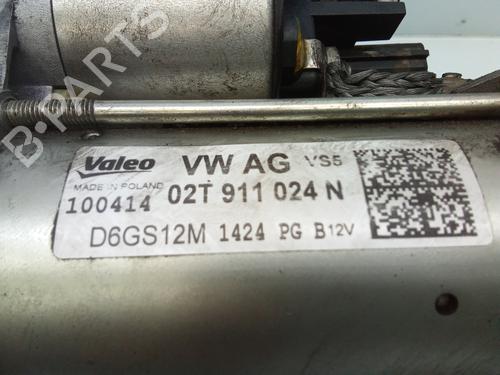 Valeo VW AG VS5
MADE IN POLAND
100414 02T 911 024 N
D6GS12M 1424 PG B12V
B-PARTS